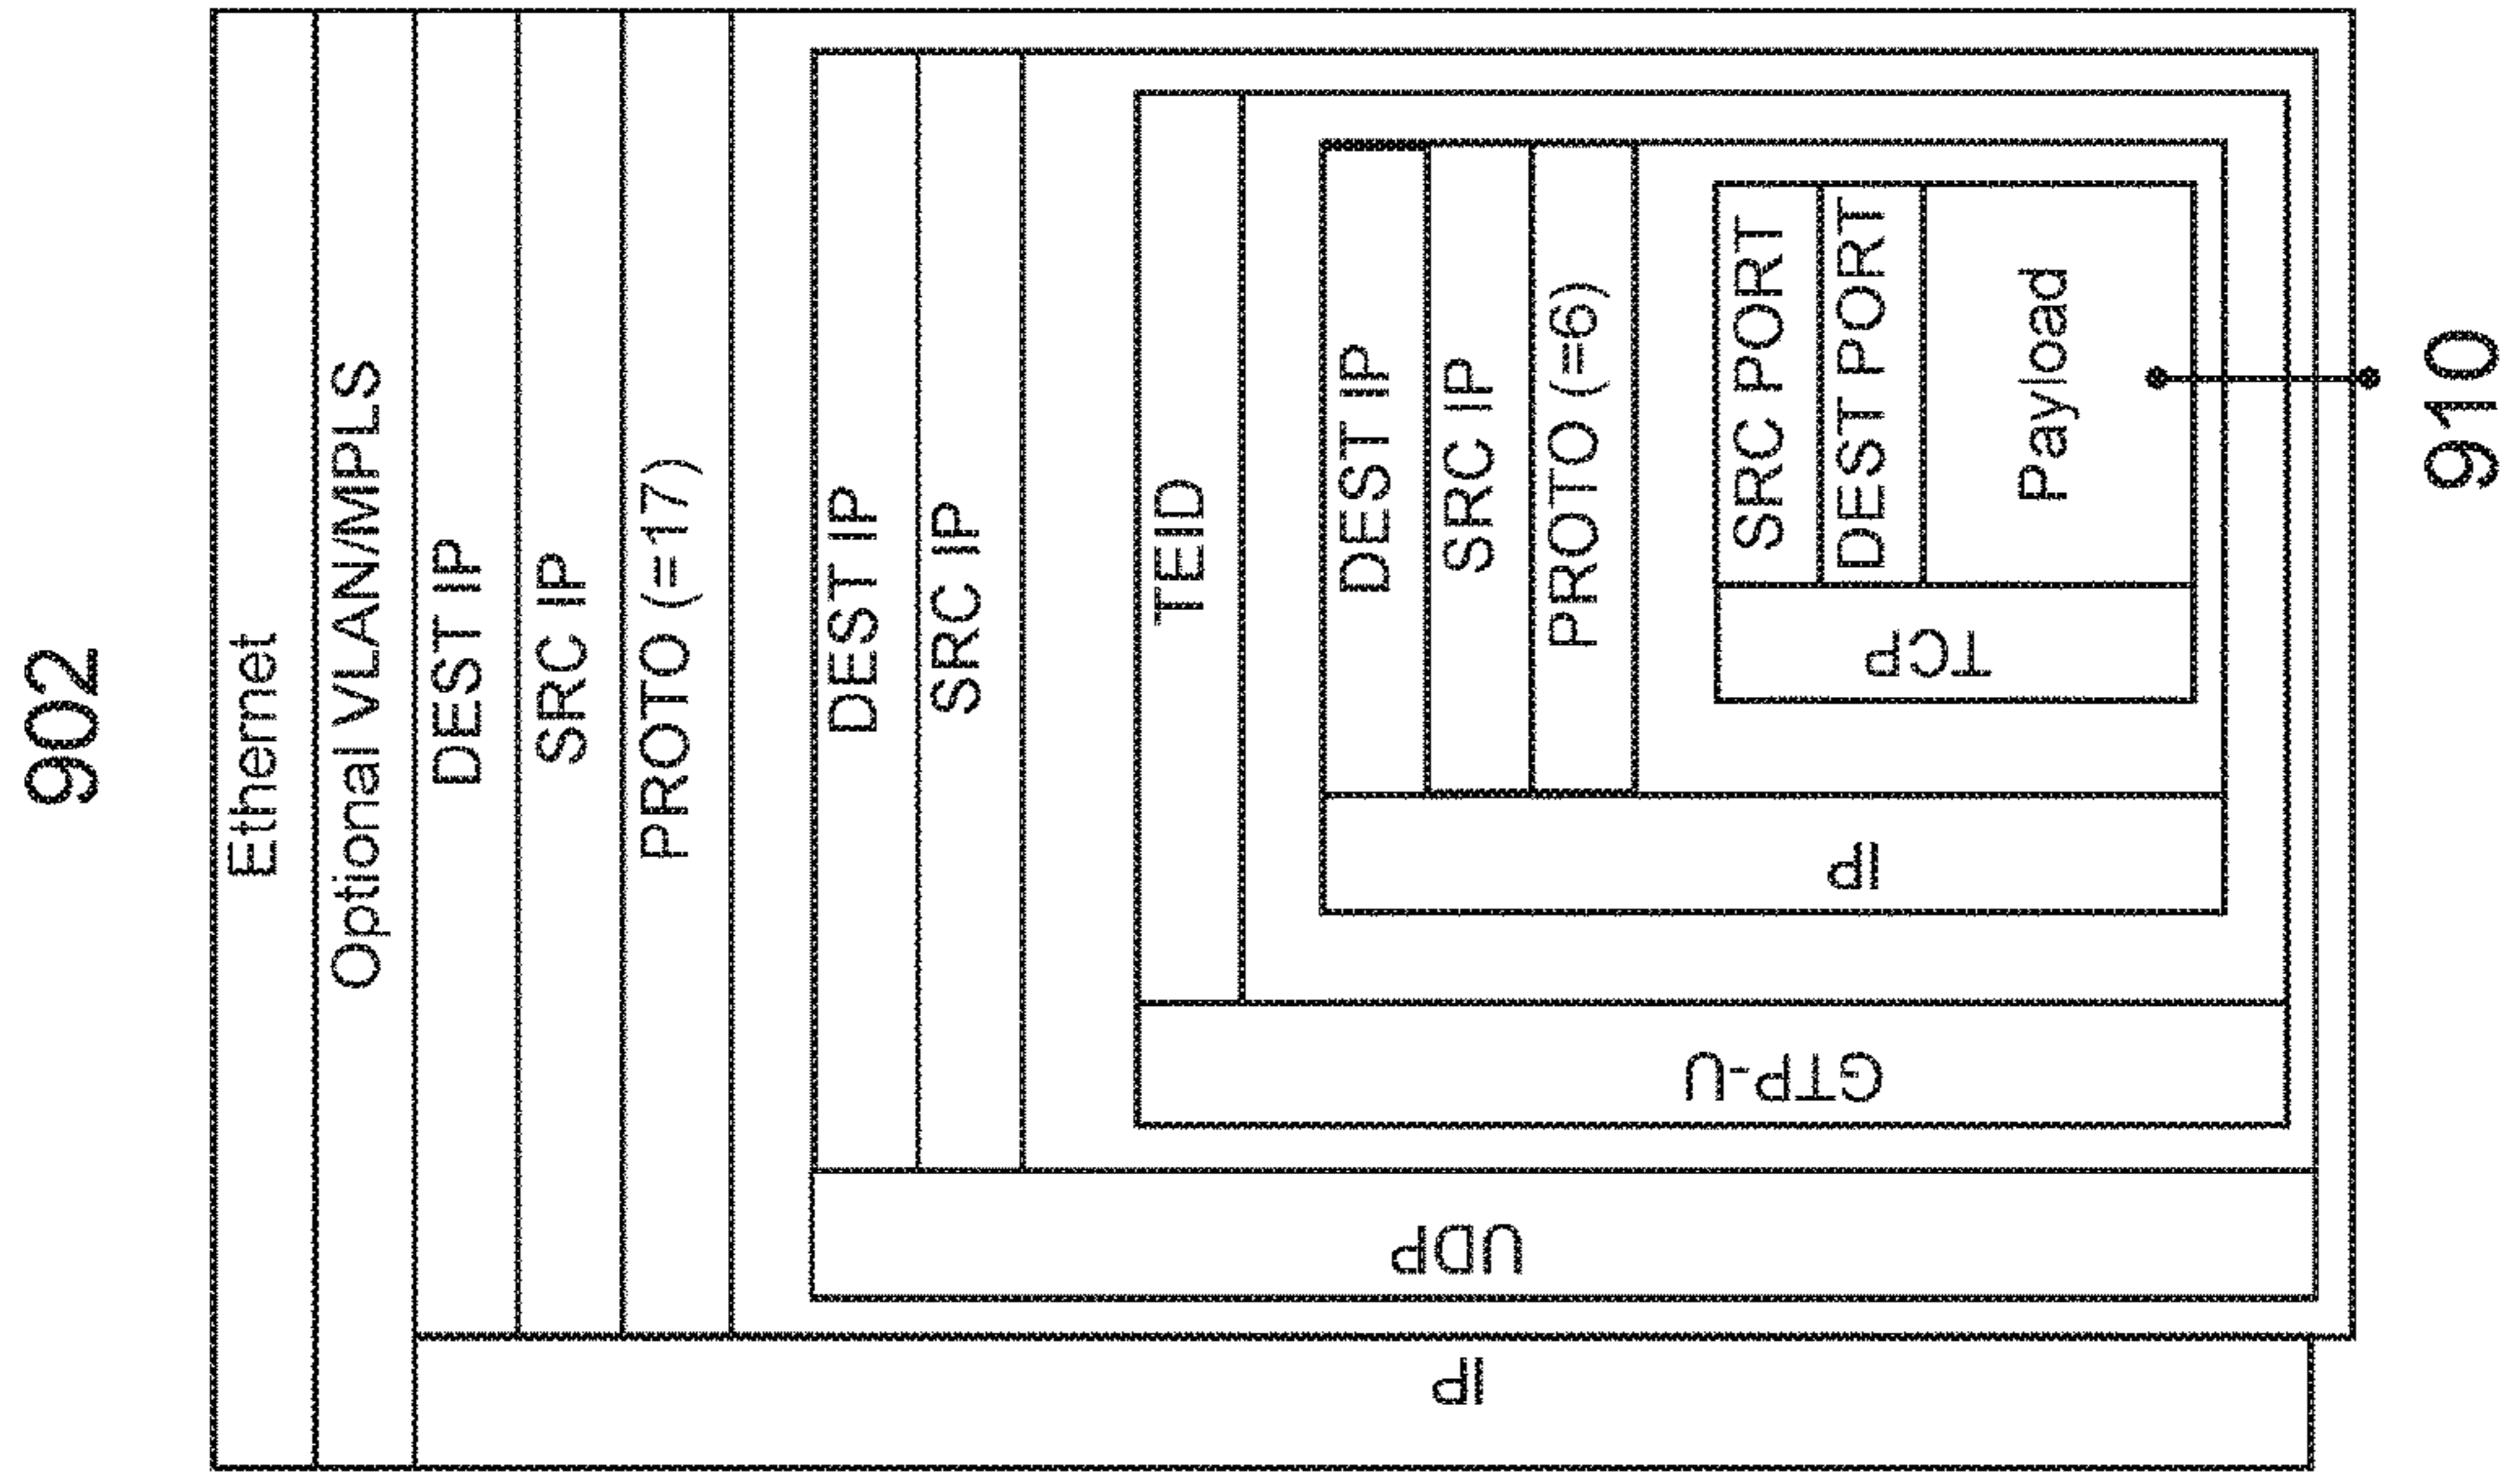 902
Ethernet
Optional VLAN/MPLS
DEST IP
SRC IP
PROTO (=17)
IP
DEST IP
SRC IP
UDP
TEID
GTP-U
DEST IP
SRC IP
PROTO (=6)
IP
SRC PORT
DEST PORT
Payload
TCP
910